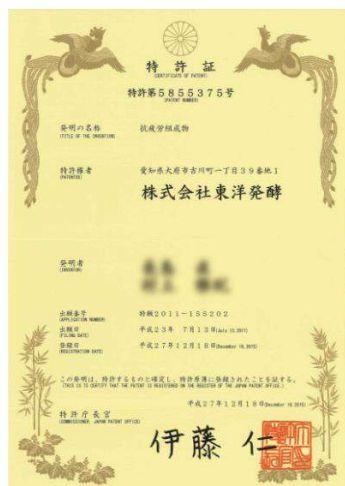 特許証
(CERTIFICATE OF PATENT)
特許第5855375号
(PATENT NUMBER)
発明の名称
(TITLE OF THE INVENTION)
抗疲労組成物
特許権者
(PATENTEE)
愛知県大府市吉川町一丁目39番地1
株式会社東洋発酵
発明者
(INVENTOR)
出願番号
(APPLICATION NUMBER)
特願2011-155202
出願日
(FILING DATE)
平成23年 7月13日(July 13,2011)
登録日
(REGISTRATION DATE)
平成27年12月18日(December 18,2015)
この発明は、特許するものと確定し、特許原簿に登録されたことを証する。
(THIS IS TO CERTIFY THAT THE PATENT IS REGISTERED ON THE REGISTER OF THE JAPAN PATENT OFFICE.)
平成27年12月18日(December 18,2015)
特許庁長官
(COMMISSIONER, JAPAN PATENT OFFICE)
伊藤 仁